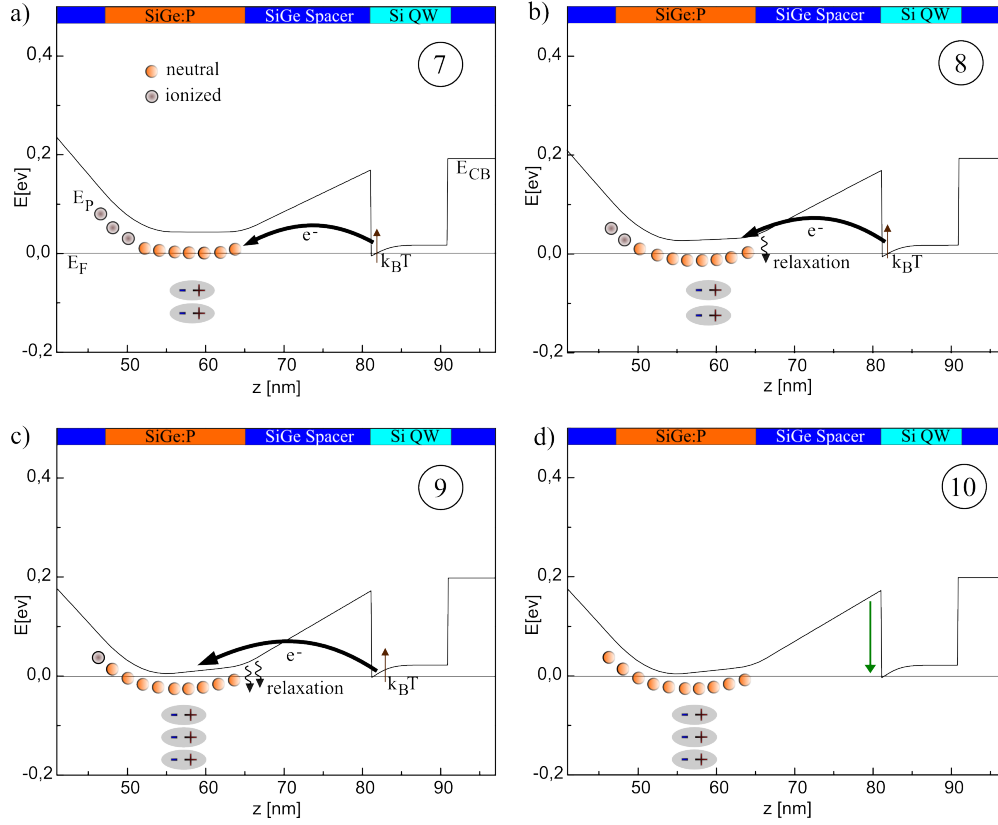 a)
SiGe:P SiGe Spacer Si QW
7
neutral
ionized
0,4
0,2
0,0
-0,2
E[ev]
E_P
E_F
E_CB
e-
k_BT
- +
- +
50 60 70 80 90
z [nm]
b)
SiGe:P SiGe Spacer Si QW
8
0,4
0,2
0,0
-0,2
E[ev]
e-
k_BT
relaxation
- +
- +
50 60 70 80 90
z [nm]
c)
SiGe:P SiGe Spacer Si QW
9
0,4
0,2
0,0
-0,2
E[ev]
e-
k_BT
relaxation
- +
- +
- +
50 60 70 80 90
z [nm]
d)
SiGe:P SiGe Spacer Si QW
10
0,4
0,2
0,0
-0,2
E[ev]
- +
- +
- +
50 60 70 80 90
z [nm]